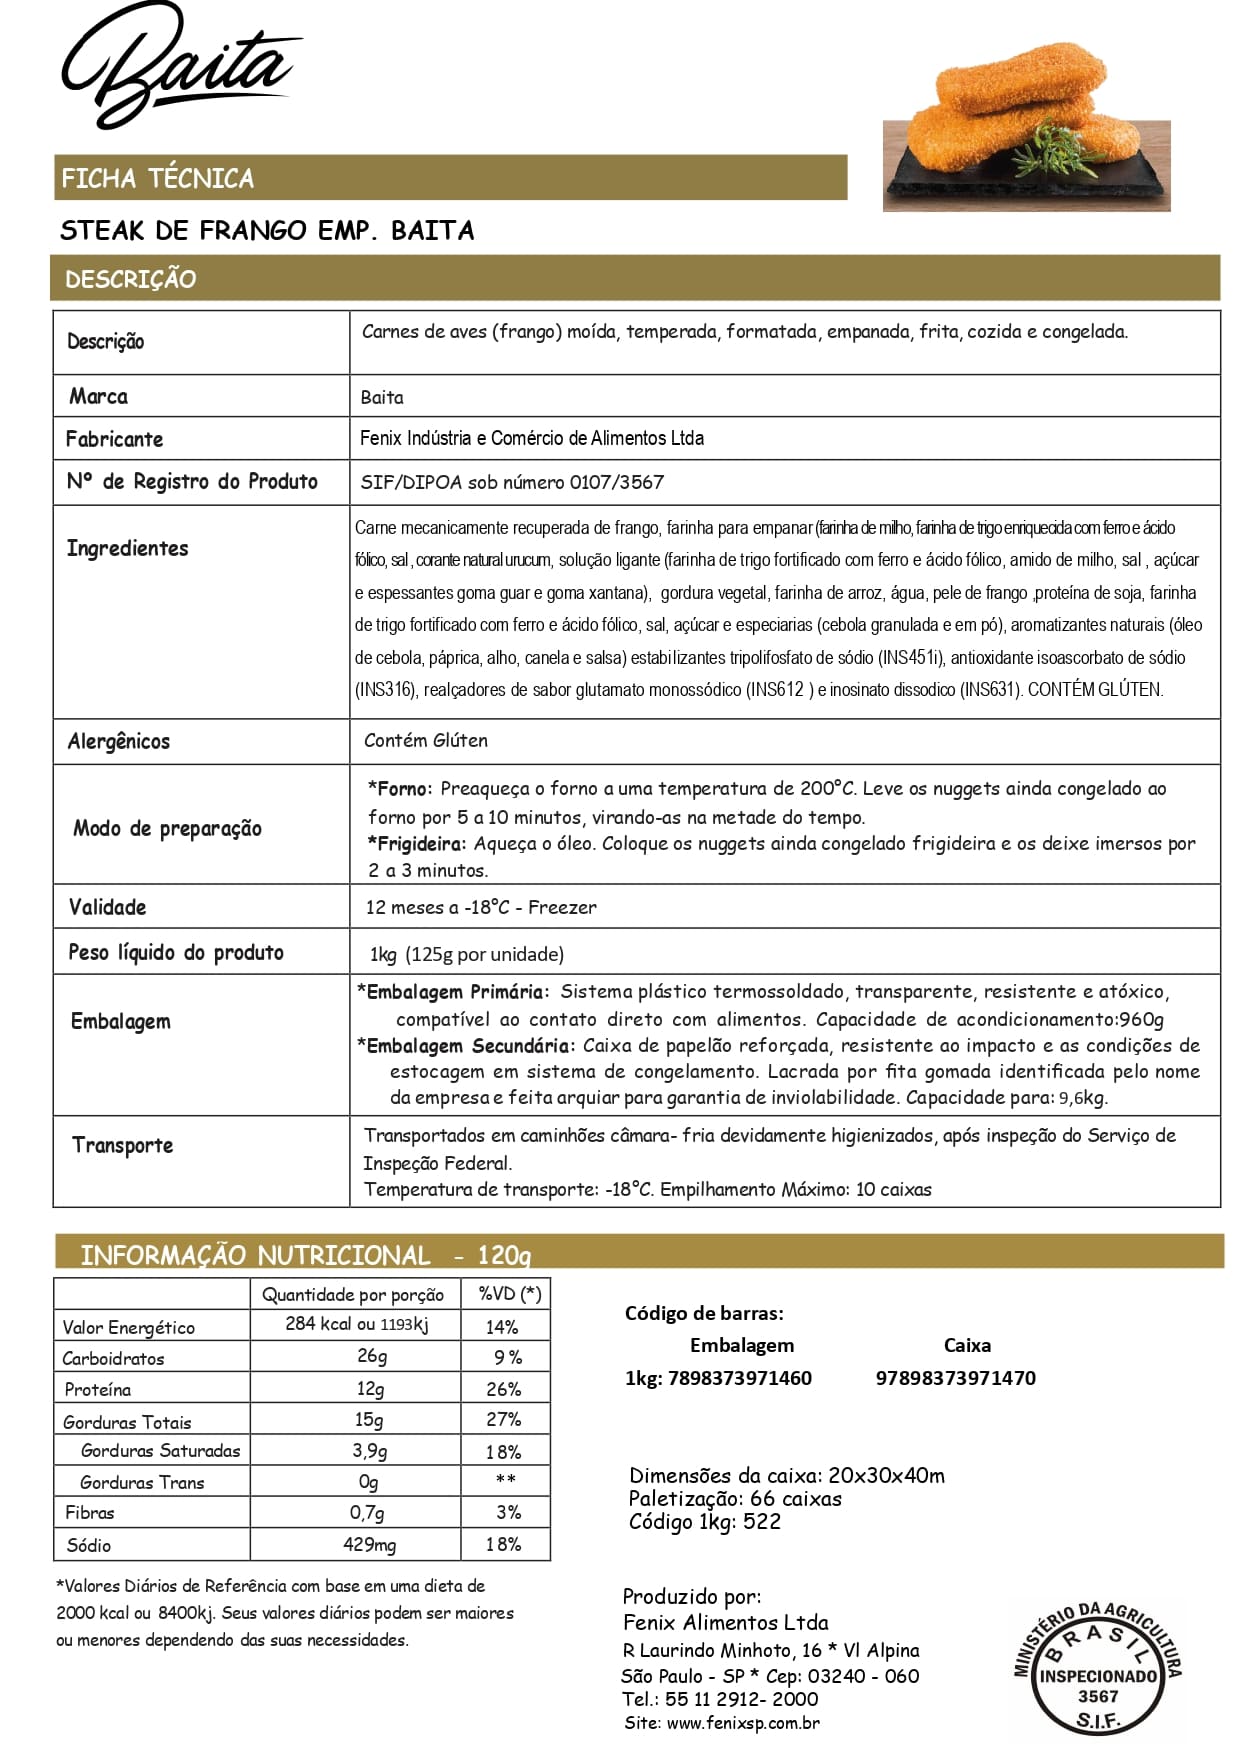 Baita
FICHA TÉCNICA
STEAK DE FRANGO EMP. BAITA
DESCRIÇÃO
Descrição
Carnes de aves (frango) moída, temperada, formatada, empanada, frita, cozida e congelada.
Marca
Baita
Fabricante
Fenix Indústria e Comércio de Alimentos Ltda
Nº de Registro do Produto
SIF/DIPOA sob número 0107/3567
Ingredientes
Carne mecanicamente recuperada de frango, farinha para empanar (farinha de milho, farinha de trigo enriquecida com ferro e ácido
fólico, sal , corante natural urucum, solução ligante (farinha de trigo fortificado com ferro e ácido fólico, amido de milho, sal , açúcar
e espessantes goma guar e goma xantana), gordura vegetal, farinha de arroz, água, pele de frango ,proteína de soja, farinha
de trigo fortificado com ferro e ácido fólico, sal, açúcar e especiarias (cebola granulada e em pó), aromatizantes naturais (óleo
de cebola, páprica, alho, canela e salsa) estabilizantes tripolifosfato de sódio (INS451i), antioxidante isoascorbato de sódio
(INS316), realçadores de sabor glutamato monossódico (INS612 ) e inosinato dissodico (INS631). CONTÉM GLÚTEN.
Alergênicos
Contém Glúten
Modo de preparação
*Forno: Preaqueça o forno a uma temperatura de 200°C. Leve os nuggets ainda congelado ao
forno por 5 a 10 minutos, virando-as na metade do tempo.
*Frigideira: Aqueça o óleo. Coloque os nuggets ainda congelado frigideira e os deixe imersos por
2 a 3 minutos.
Validade
12 meses a -18°C - Freezer
Peso líquido do produto
1kg (125g por unidade)
Embalagem
*Embalagem Primária: Sistema plástico termossoldado, transparente, resistente e atóxico,
compatível ao contato direto com alimentos. Capacidade de acondicionamento:960g
*Embalagem Secundária: Caixa de papelão reforçada, resistente ao impacto e as condições de
estocagem em sistema de congelamento. Lacrada por fita gomada identificada pelo nome
da empresa e feita arquiar para garantia de inviolabilidade. Capacidade para: 9,6kg.
Transporte
Transportados em caminhões câmara- fria devidamente higienizados, após inspeção do Serviço de
Inspeção Federal.
Temperatura de transporte: -18°C. Empilhamento Máximo: 10 caixas
INFORMAÇÃO NUTRICIONAL - 120g
Quantidade por porção %VD (*)
Valor Energético 284 kcal ou 1193kj 14%
Carboidratos 26g 9%
Proteína 12g 26%
Gorduras Totais 15g 27%
Gorduras Saturadas 3,9g 18%
Gorduras Trans 0g **
Fibras 0,7g 3%
Sódio 429mg 18%
*Valores Diários de Referência com base em uma dieta de
2000 kcal ou 8400kj. Seus valores diários podem ser maiores
ou menores dependendo das suas necessidades.
Código de barras:
Embalagem Caixa
1kg: 7898373971460 97898373971470
Dimensões da caixa: 20x30x40m
Paletização: 66 caixas
Código 1kg: 522
Produzido por:
Fenix Alimentos Ltda
R Laurindo Minhoto, 16 * Vl Alpina
São Paulo - SP * Cep: 03240 - 060
Tel.: 55 11 2912- 2000
Site: www.fenixsp.com.br
MINISTÉRIO DA AGRICULTURA
BRASIL
INSPECIONADO
3567
S.I.F.